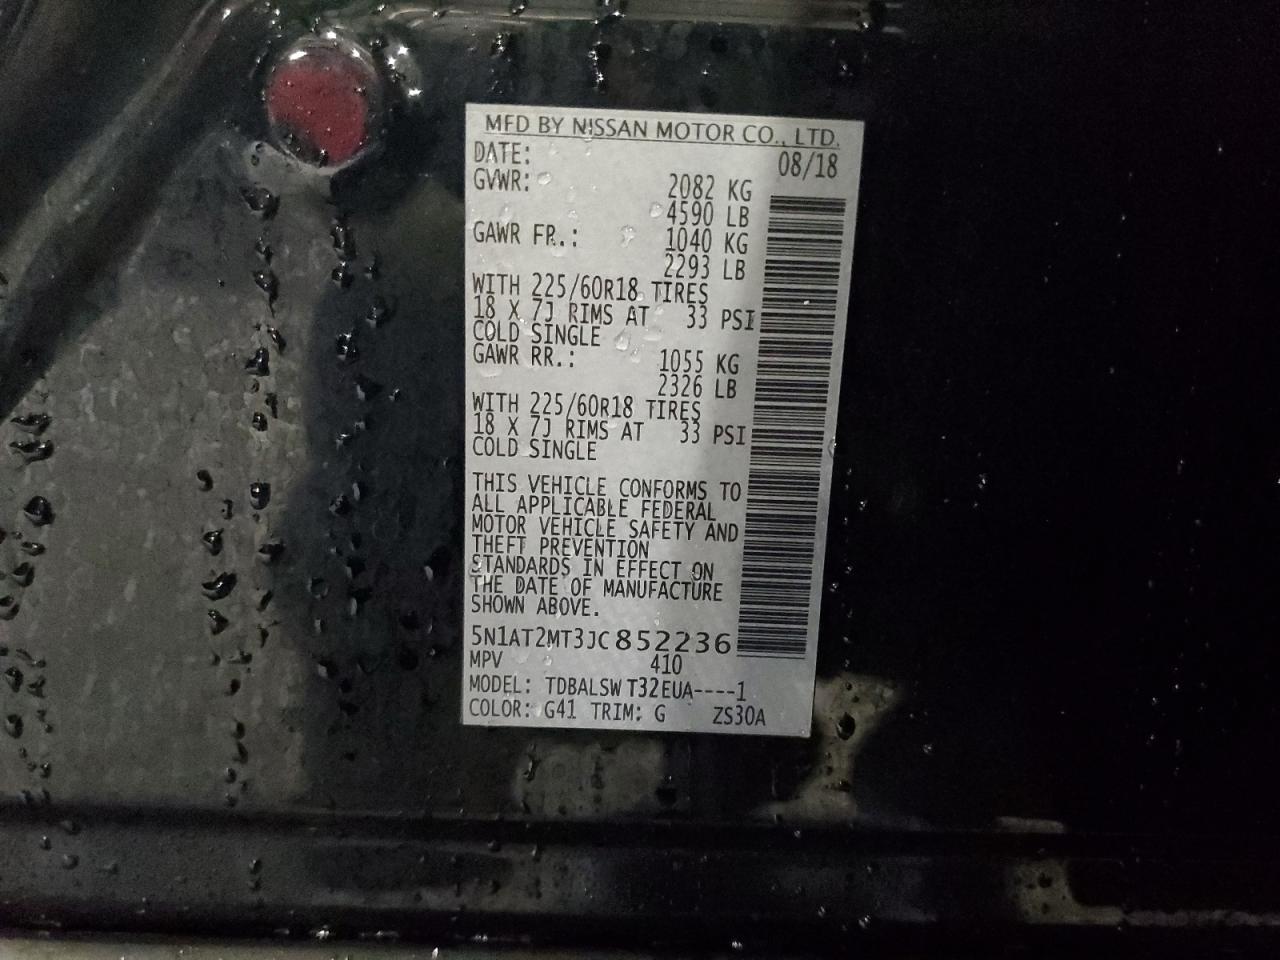 MFD BY NISSAN MOTOR CO., LTD.
DATE: 08/18
GVWR: 2082 KG
4590 LB
GAWR FR.: 1040 KG
2293 LB
WITH 225/60R18 TIRES
18 X 7J RIMS AT 33 PSI
COLD SINGLE
GAWR RR.: 1055 KG
2326 LB
WITH 225/60R18 TIRES
18 X 7J RIMS AT 33 PSI
COLD SINGLE
THIS VEHICLE CONFORMS TO
ALL APPLICABLE FEDERAL
MOTOR VEHICLE SAFETY AND
THEFT PREVENTION
STANDARDS IN EFFECT ON
THE DATE OF MANUFACTURE
SHOWN ABOVE.
5N1AT2MT3JC852236
MPV 410
MODEL: TDBALSW T32EUA----1
COLOR: G41 TRIM: G ZS30A